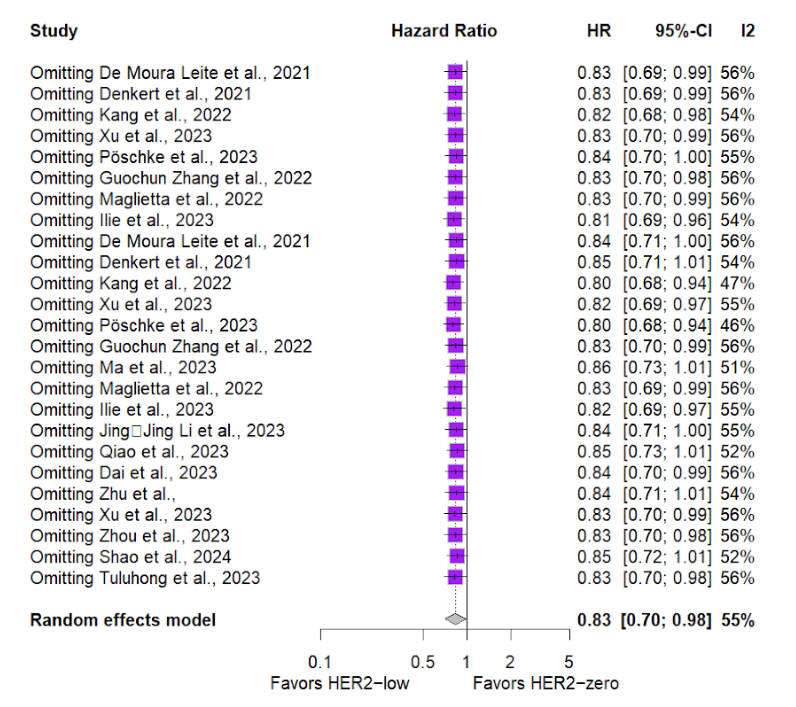 Study Hazard Ratio HR 95%-CI I2
Omitting De Moura Leite et al., 2021 0.83 [0.69; 0.99] 56%
Omitting Denkert et al., 2021 0.83 [0.69; 0.99] 56%
Omitting Kang et al., 2022 0.82 [0.68; 0.98] 54%
Omitting Xu et al., 2023 0.83 [0.70; 0.99] 56%
Omitting Pöschke et al., 2023 0.84 [0.70; 1.00] 55%
Omitting Guochun Zhang et al., 2022 0.83 [0.70; 0.98] 56%
Omitting Maglietta et al., 2022 0.83 [0.70; 0.99] 56%
Omitting Ilie et al., 2023 0.81 [0.69; 0.96] 54%
Omitting De Moura Leite et al., 2021 0.84 [0.71; 1.00] 56%
Omitting Denkert et al., 2021 0.85 [0.71; 1.01] 54%
Omitting Kang et al., 2022 0.80 [0.68; 0.94] 47%
Omitting Xu et al., 2023 0.82 [0.69; 0.97] 55%
Omitting Pöschke et al., 2023 0.80 [0.68; 0.94] 46%
Omitting Guochun Zhang et al., 2022 0.83 [0.70; 0.99] 56%
Omitting Ma et al., 2023 0.86 [0.73; 1.01] 51%
Omitting Maglietta et al., 2022 0.83 [0.69; 0.99] 56%
Omitting Ilie et al., 2023 0.82 [0.69; 0.97] 55%
Omitting Jing□Jing Li et al., 2023 0.84 [0.71; 1.00] 55%
Omitting Qiao et al., 2023 0.85 [0.73; 1.01] 52%
Omitting Dai et al., 2023 0.84 [0.70; 0.99] 56%
Omitting Zhu et al., 0.84 [0.71; 1.01] 54%
Omitting Xu et al., 2023 0.83 [0.70; 0.99] 56%
Omitting Zhou et al., 2023 0.83 [0.70; 0.98] 56%
Omitting Shao et al., 2024 0.85 [0.72; 1.01] 52%
Omitting Tuluhong et al., 2023 0.83 [0.70; 0.98] 56%
Random effects model 0.83 [0.70; 0.98] 55%
0.1 0.5 1 2 5
Favors HER2−low Favors HER2−zero